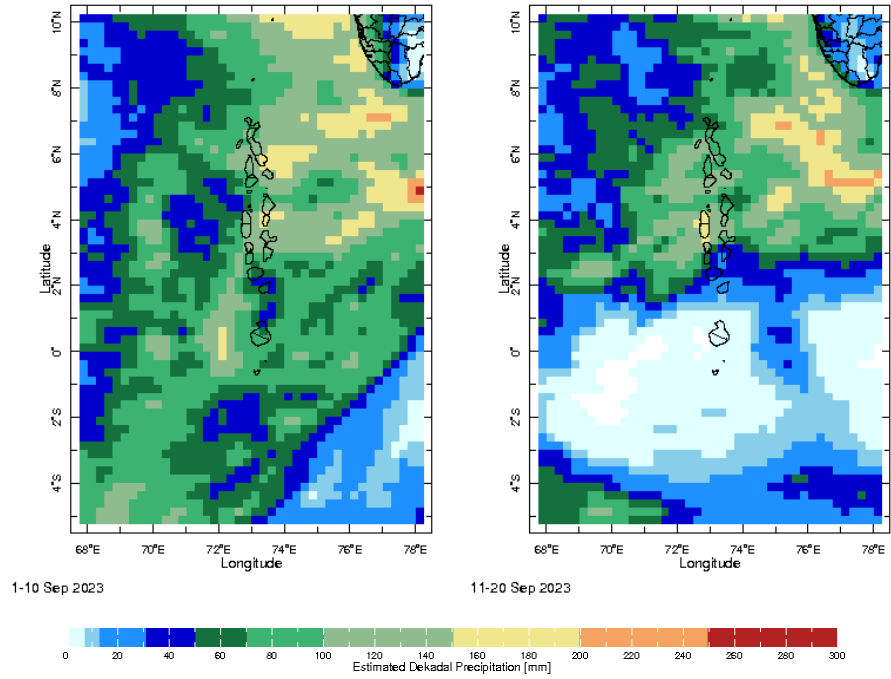 10°N
8°N
6°N
4°N
2°N
0°
2°S
4°S
Latitude
68°E 70°E 72°E 74°E 76°E 78°E
Longitude
1-10 Sep 2023
10°N
8°N
6°N
4°N
2°N
0°
2°S
4°S
Latitude
68°E 70°E 72°E 74°E 76°E 78°E
Longitude
11-20 Sep 2023
0 20 40 60 80 100 120 140 160 180 200 220 240 260 280 300
Estimated Dekadal Precipitation [mm]